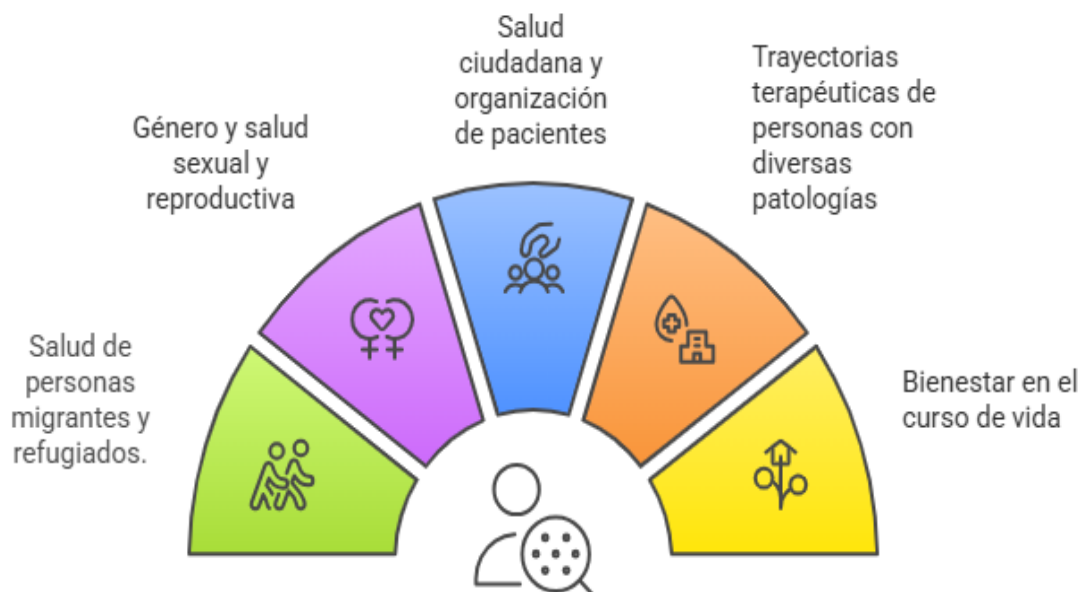 Salud de
personas
migrantes y
refugiados.
Género y salud
sexual y
reproductiva
Salud
ciudadana y
organización
de pacientes
Trayectorias
terapéuticas de
personas con
diversas
patologías
Bienestar en el
curso de vida